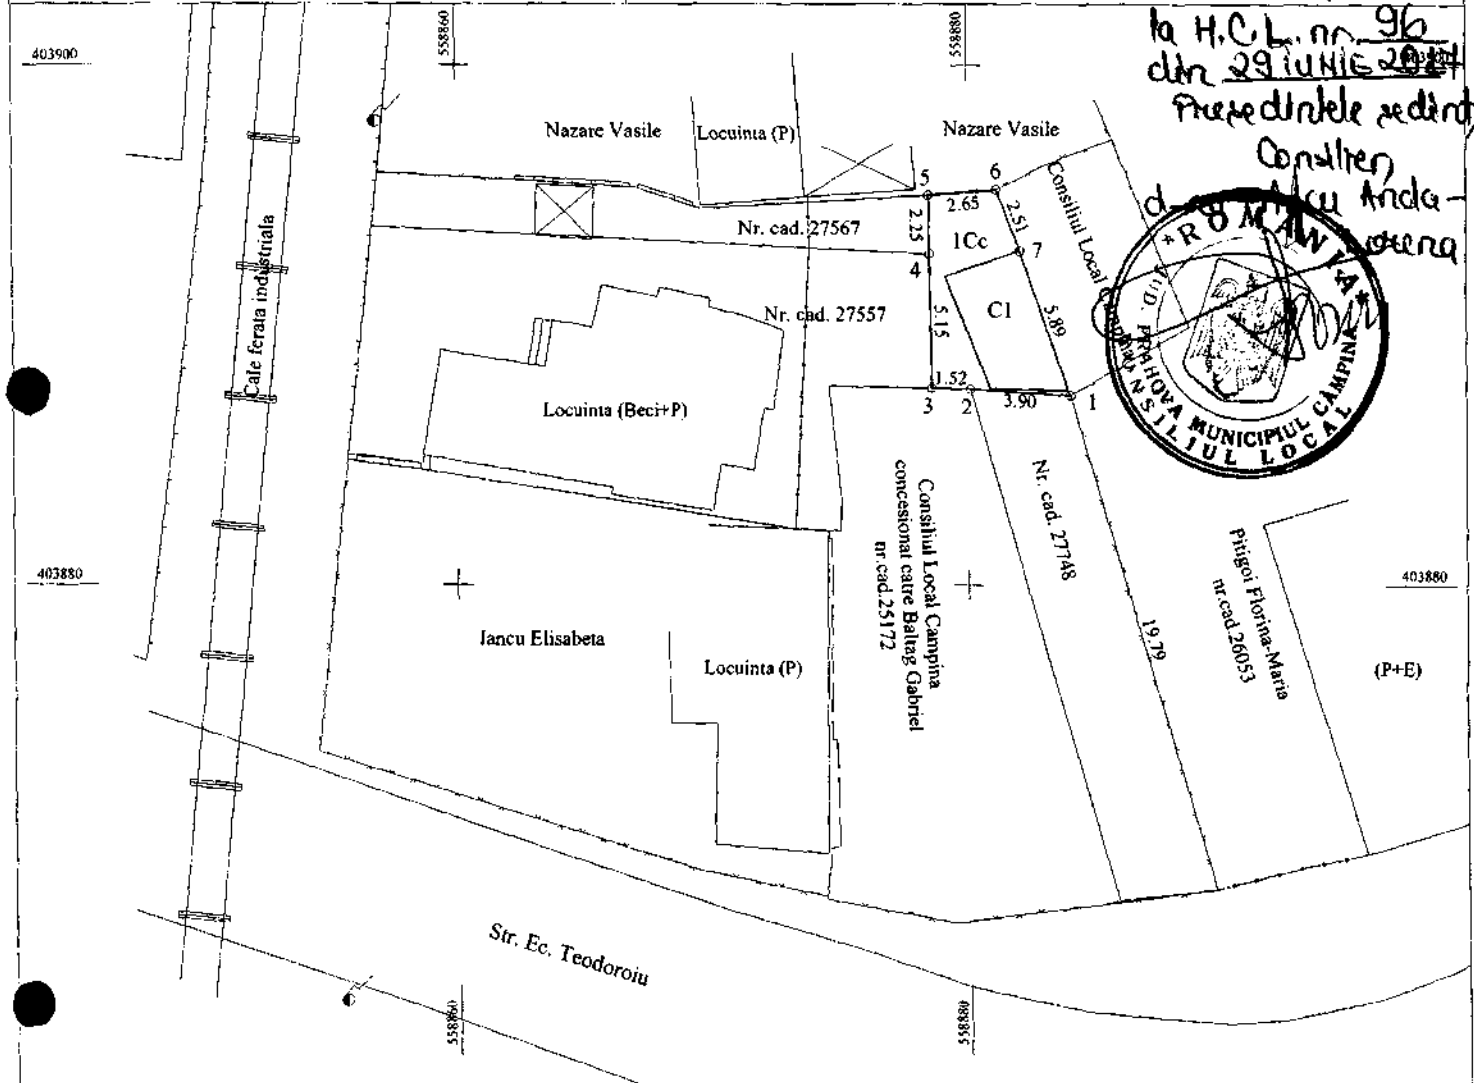 la H.C.L. nr. 96
din 29 IUNIE 2017
Presedintele sedint
Consilier,
Anda-
403900
558860
558880
Nazare Vasile
Locuinta (P)
Nazare Vasile
5
6
2.65
2.51
2.25
1Cc
Nr. cad. 27567
7
4
Consiliul Local Campina
Cale ferata industriala
Nr. cad. 27557
5.15
C1
5.89
Locuinta (Beci+P)
1.52
3
2
3.90
1
*ROMANIA*
JUD. PRAHOVA MUNICIPIUL CÂMPINA
CONSILIUL LOCAL
Consiliul Local Campina
concesionat catre Baltag Gabriel
nr.cad.25172
Nr. cad. 27748
Pitigoi Florina-Maria
nr.cad.26053
403880
403880
Iancu Elisabeta
Locuinta (P)
19.79
(P+E)
Str. Ec. Teodoroiu
558860
558880